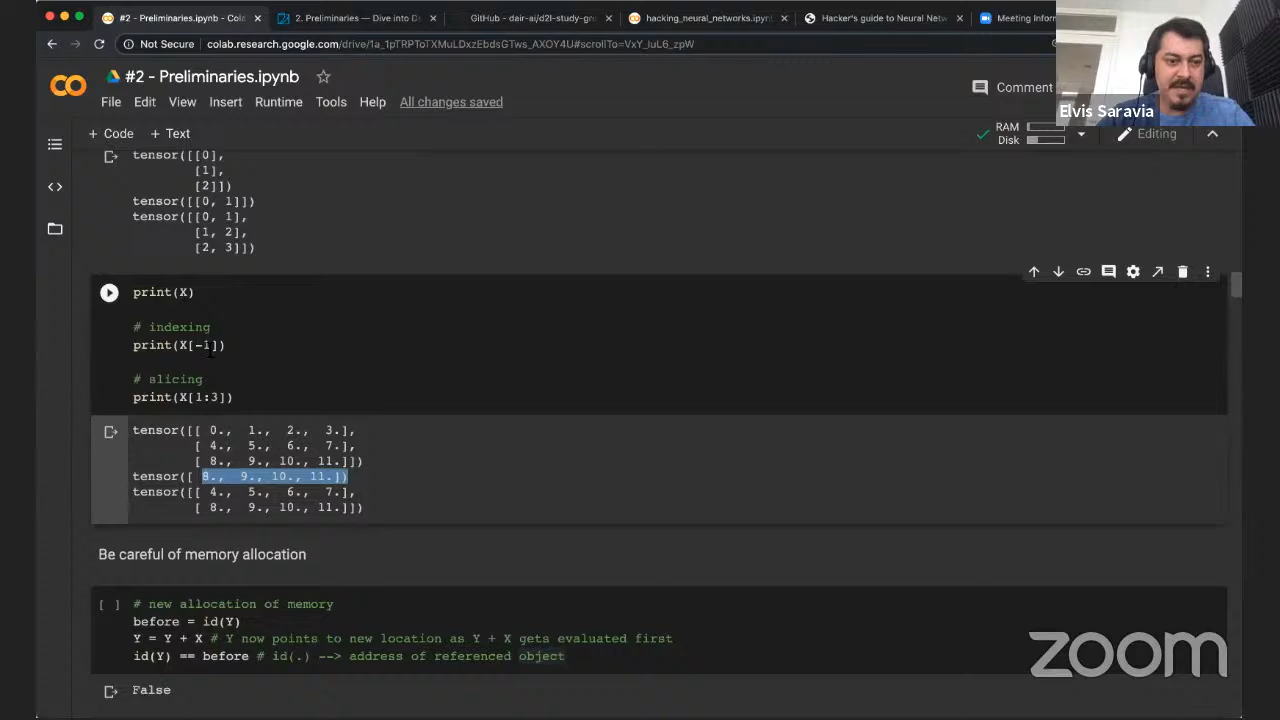 #2 - Preliminaries.ipynb - Cola
2. Preliminaries — Dive into D
GitHub - dair-ai/d2l-study-gro
hacking_neural_networks.ipynb
Hacker's guide to Neural Netw
Meeting Inform
Not Secure
colab.research.google.com/drive/1a_1pTRPToTXMuLDxzEbdsGTws_AXOY4U#scrollTo=VxY_luL6_zpW
#2 - Preliminaries.ipynb
File Edit View Insert Runtime Tools Help All changes saved
Comment
Elvis Saravia
+ Code + Text
RAM
Disk
Editing
tensor([[0],
[1],
[2]])
tensor([[0, 1]])
tensor([[0, 1],
[1, 2],
[2, 3]])
print(X)
# indexing
print(X[-1])
# slicing
print(X[1:3])
tensor([[ 0., 1., 2., 3.],
[ 4., 5., 6., 7.],
[ 8., 9., 10., 11.]])
tensor([ 8., 9., 10., 11.])
tensor([[ 4., 5., 6., 7.],
[ 8., 9., 10., 11.]])
Be careful of memory allocation
[ ] # new allocation of memory
before = id(Y)
Y = Y + X # Y now points to new location as Y + X gets evaluated first
id(Y) == before # id(.) --> address of referenced object
False
zoom